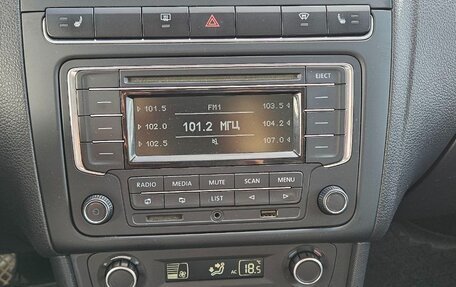 EJECT
101.5 FM1 103.5
102.0 101.2 МГЦ 104.2
102.5 107.0
RADIO MEDIA MUTE SCAN MENU
LIST
AC 18.5